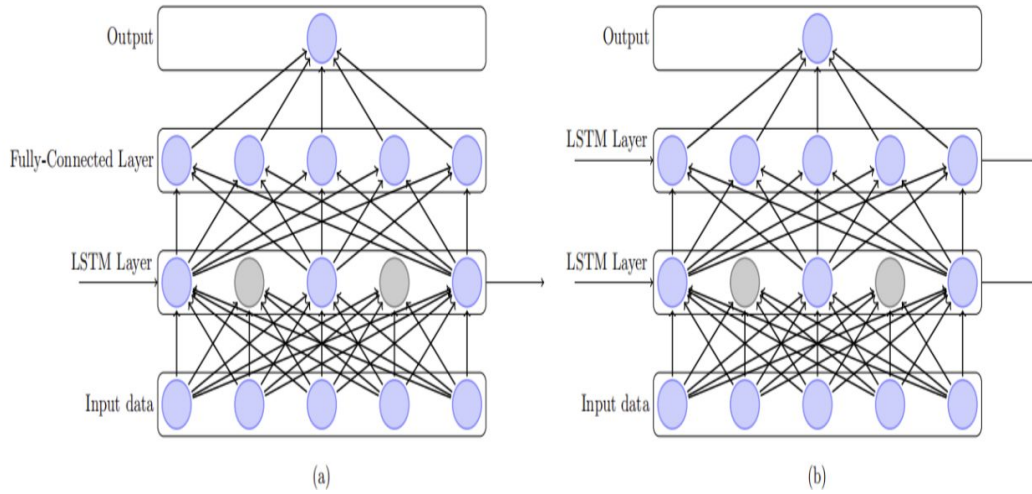 Output
Fully-Connected Layer
LSTM Layer
Input data
(a)
Output
LSTM Layer
LSTM Layer
Input data
(b)